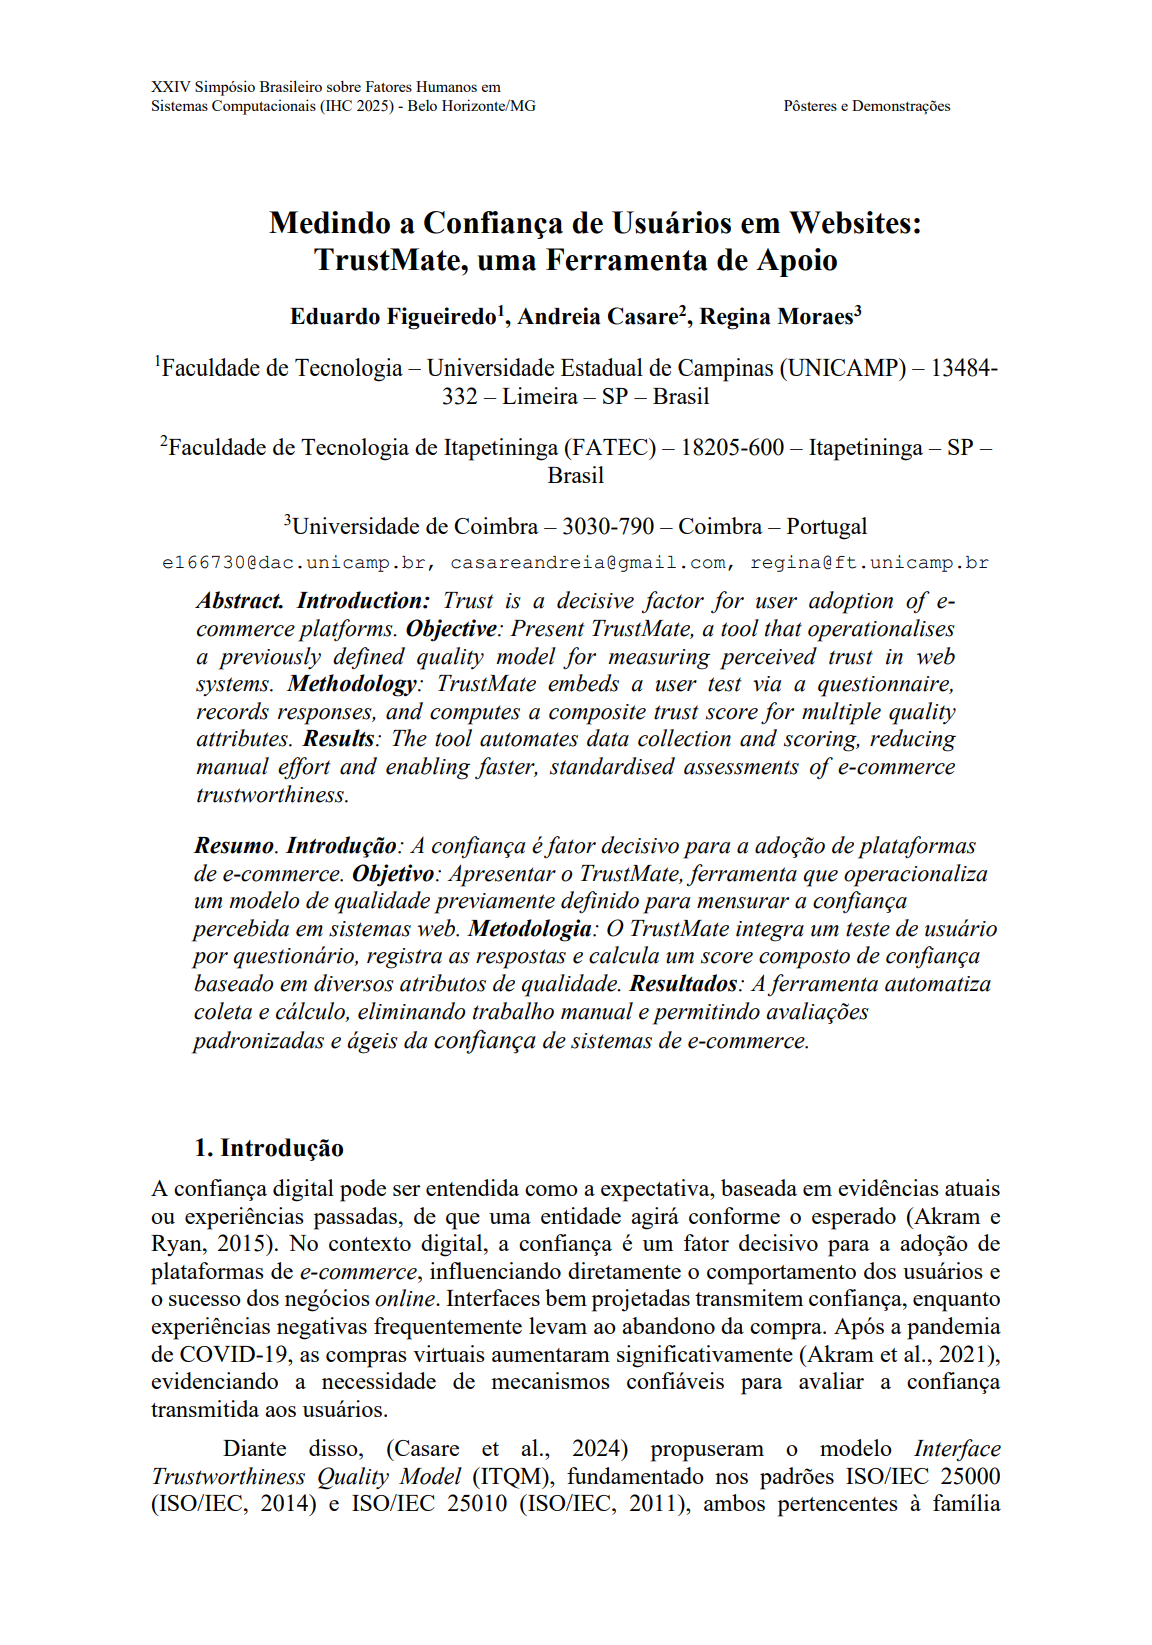 XXIV Simpósio Brasileiro sobre Fatores Humanos em
Sistemas Computacionais (IHC 2025) - Belo Horizonte/MG Pôsteres e Demonstrações
Medindo a Confiança de Usuários em Websites:
TrustMate, uma Ferramenta de Apoio
Eduardo Figueiredo¹, Andreia Casare², Regina Moraes³
¹Faculdade de Tecnologia – Universidade Estadual de Campinas (UNICAMP) – 13484-
332 – Limeira – SP – Brasil
²Faculdade de Tecnologia de Itapetininga (FATEC) – 18205-600 – Itapetininga – SP –
Brasil
³Universidade de Coimbra – 3030-790 – Coimbra – Portugal
e166730@dac.unicamp.br, casareandreia@gmail.com, regina@ft.unicamp.br
Abstract. Introduction: Trust is a decisive factor for user adoption of e-
commerce platforms. Objective: Present TrustMate, a tool that operationalises
a previously defined quality model for measuring perceived trust in web
systems. Methodology: TrustMate embeds a user test via a questionnaire,
records responses, and computes a composite trust score for multiple quality
attributes. Results: The tool automates data collection and scoring, reducing
manual effort and enabling faster, standardised assessments of e-commerce
trustworthiness.
Resumo. Introdução: A confiança é fator decisivo para a adoção de plataformas
de e-commerce. Objetivo: Apresentar o TrustMate, ferramenta que operacionaliza
um modelo de qualidade previamente definido para mensurar a confiança
percebida em sistemas web. Metodologia: O TrustMate integra um teste de usuário
por questionário, registra as respostas e calcula um score composto de confiança
baseado em diversos atributos de qualidade. Resultados: A ferramenta automatiza
coleta e cálculo, eliminando trabalho manual e permitindo avaliações
padronizadas e ágeis da confiança de sistemas de e-commerce.
1. Introdução
A confiança digital pode ser entendida como a expectativa, baseada em evidências atuais
ou experiências passadas, de que uma entidade agirá conforme o esperado (Akram e
Ryan, 2015). No contexto digital, a confiança é um fator decisivo para a adoção de
plataformas de e-commerce, influenciando diretamente o comportamento dos usuários e
o sucesso dos negócios online. Interfaces bem projetadas transmitem confiança, enquanto
experiências negativas frequentemente levam ao abandono da compra. Após a pandemia
de COVID-19, as compras virtuais aumentaram significativamente (Akram et al., 2021),
evidenciando a necessidade de mecanismos confiáveis para avaliar a confiança
transmitida aos usuários.
Diante disso, (Casare et al., 2024) propuseram o modelo Interface
Trustworthiness Quality Model (ITQM), fundamentado nos padrões ISO/IEC 25000
(ISO/IEC, 2014) e ISO/IEC 25010 (ISO/IEC, 2011), ambos pertencentes à família